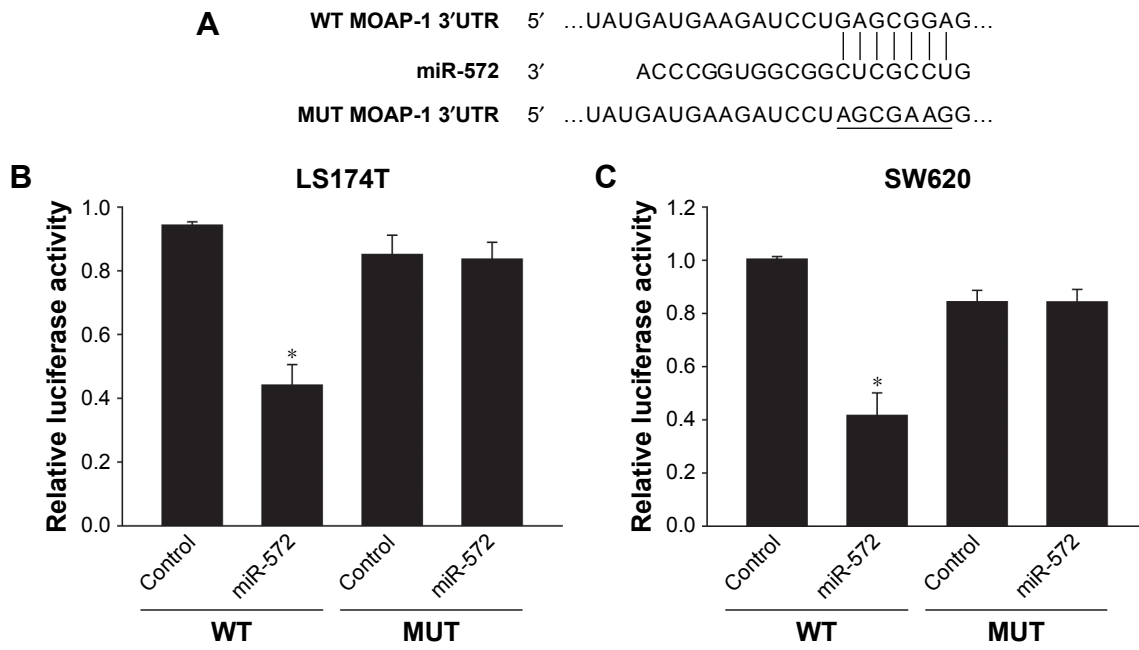 A
WT MOAP-1 3′UTR 5′ …UAUGAUGAAGAUCCUGAGCGGAG…
miR-572 3′ ACCCGGUGGCGGCUCGCCUG
MUT MOAP-1 3′UTR 5′ …UAUGAUGAAGAUCCUAGCGAAGG…
B
LS174T
Relative luciferase activity
1.0
0.8
0.6
0.4
0.2
0.0
*
Control
miR-572
Control
miR-572
WT
MUT
C
SW620
Relative luciferase activity
1.2
1.0
0.8
0.6
0.4
0.2
0.0
*
Control
miR-572
Control
miR-572
WT
MUT